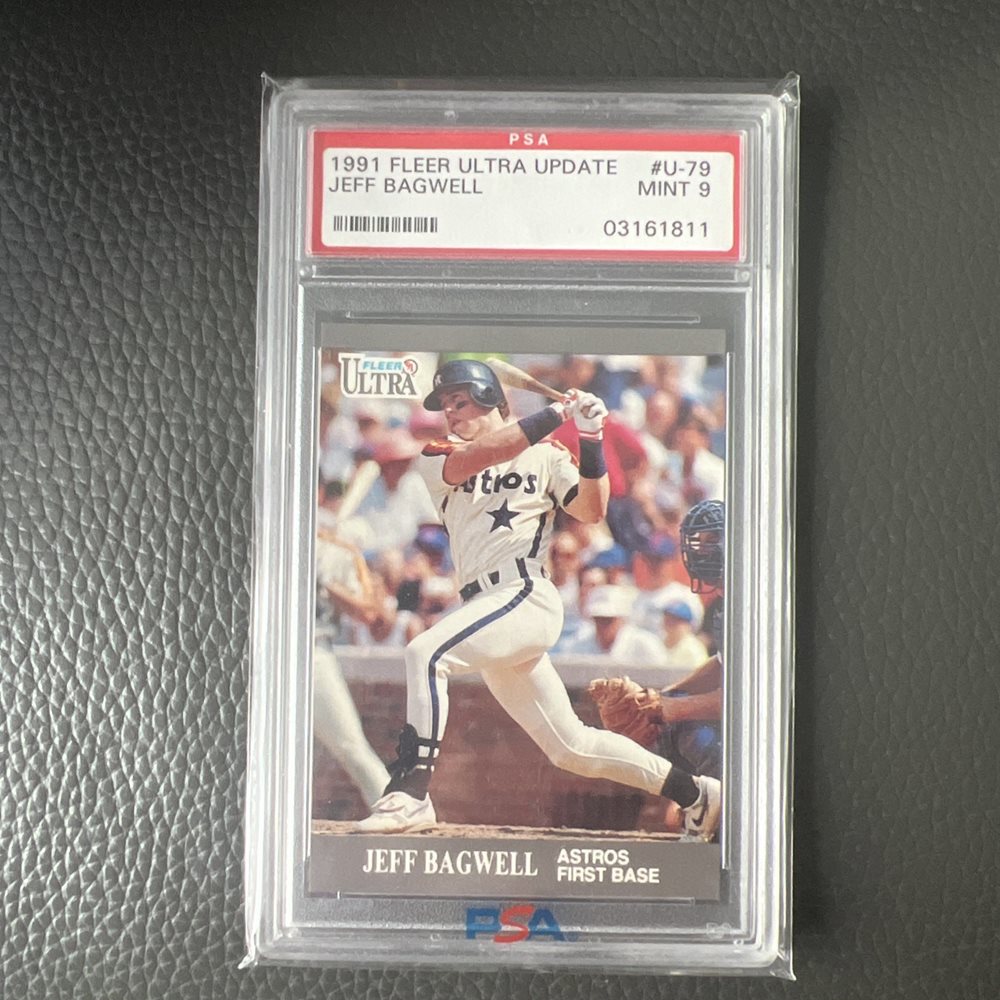 PSA
1991 FLEER ULTRA UPDATE #U-79
JEFF BAGWELL MINT 9
03161811
FLEER
ULTRA
Astros
JEFF BAGWELL ASTROS
FIRST BASE
PSA